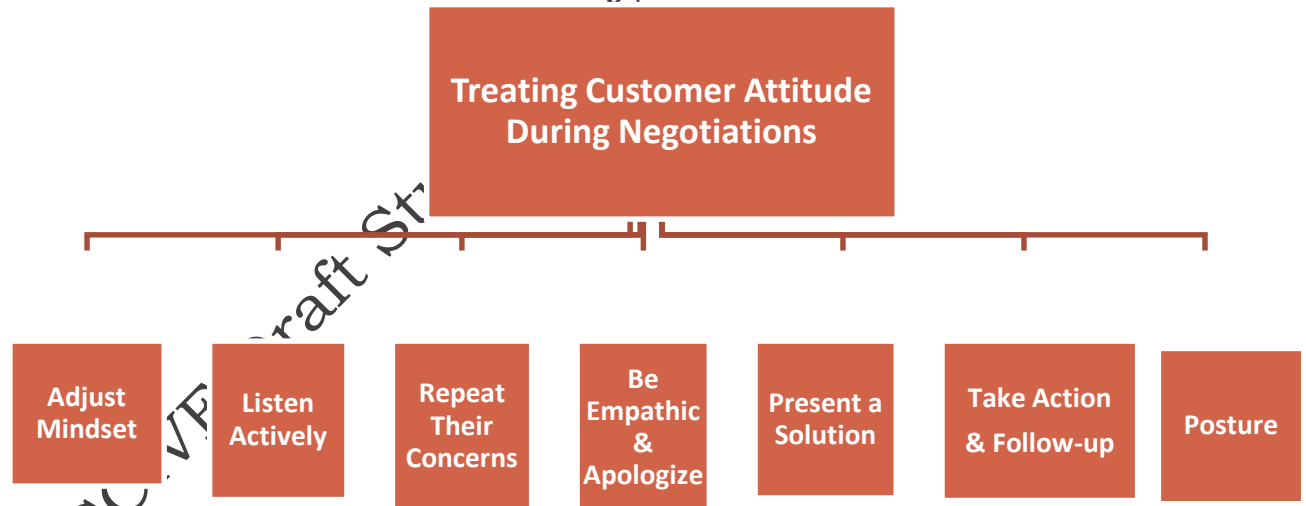 Treating Customer Attitude
During Negotiations
Adjust
Mindset
Listen
Actively
Repeat
Their
Concerns
Be
Empathic
&
Apologize
Present a
Solution
Take Action
& Follow-up
Posture